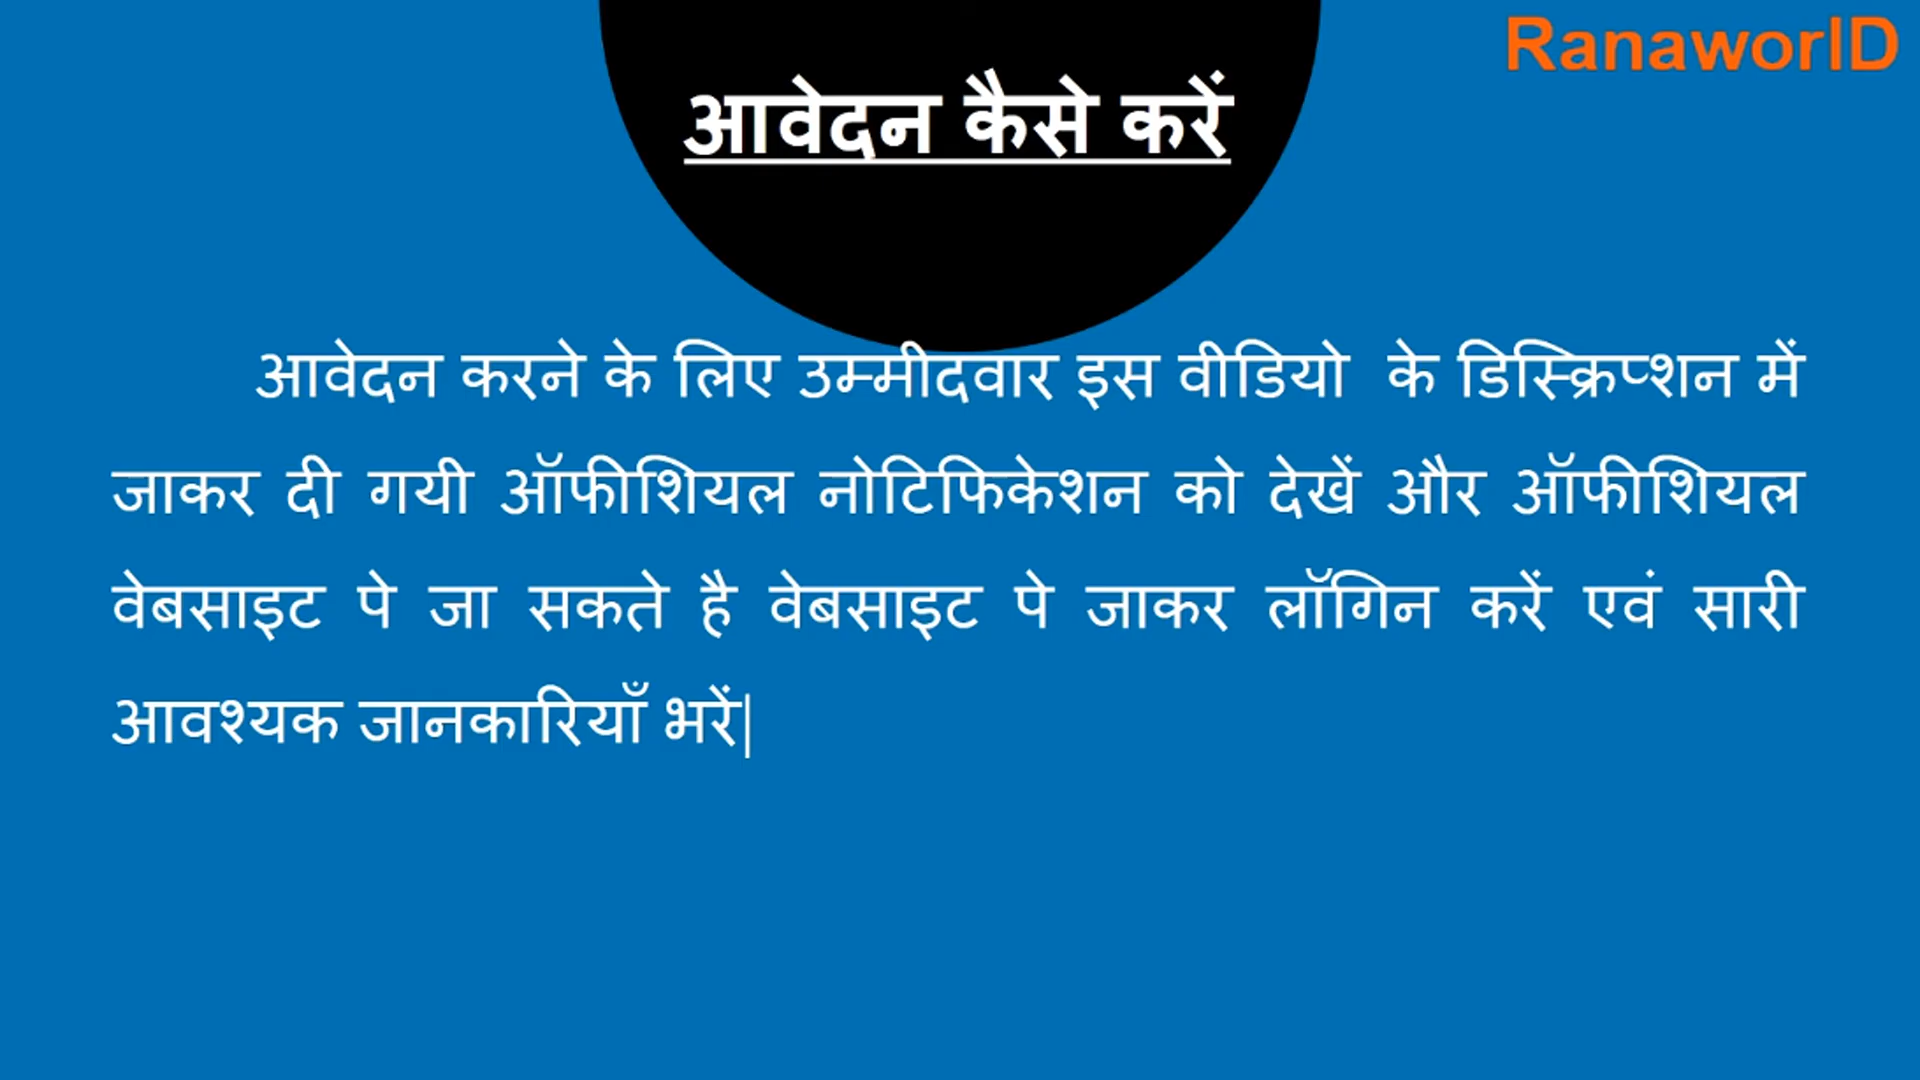 RanaworlD
आवेदन कैसे करें
आवेदन करने के लिए उम्मीदवार इस वीडियो के डिस्क्रिप्शन में
जाकर दी गयी ऑफीशियल नोटिफिकेशन को देखें और ऑफीशियल
वेबसाइट पे जा सकते है वेबसाइट पे जाकर लॉगिन करें एवं सारी
आवश्यक जानकारियाँ भरें|